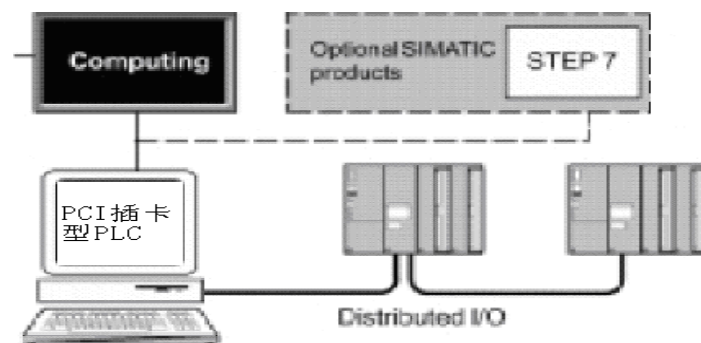 Computing
Optional SIMATIC
products
STEP 7
PCI插卡
型PLC
Distributed I/O